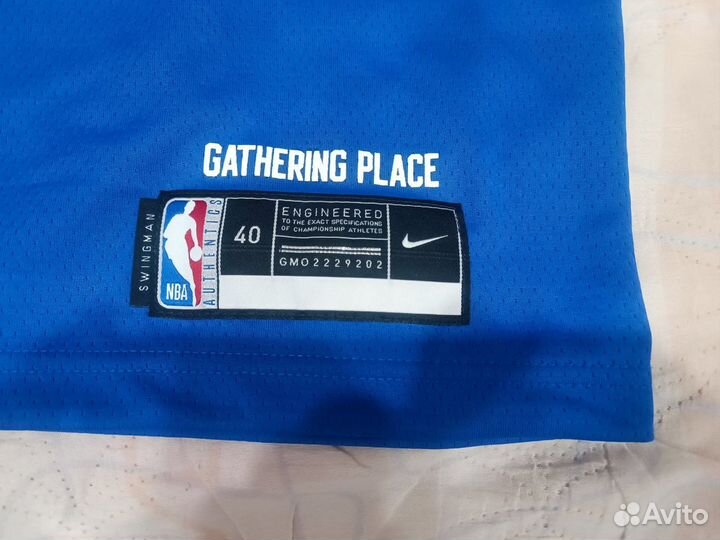 GATHERING PLACE
SWINGMAN
NBA
AUTHENTICS
40
ENGINEERED
TO THE EXACT SPECIFICATIONS
OF CHAMPIONSHIP ATHLETES
GMO2229202
Avito